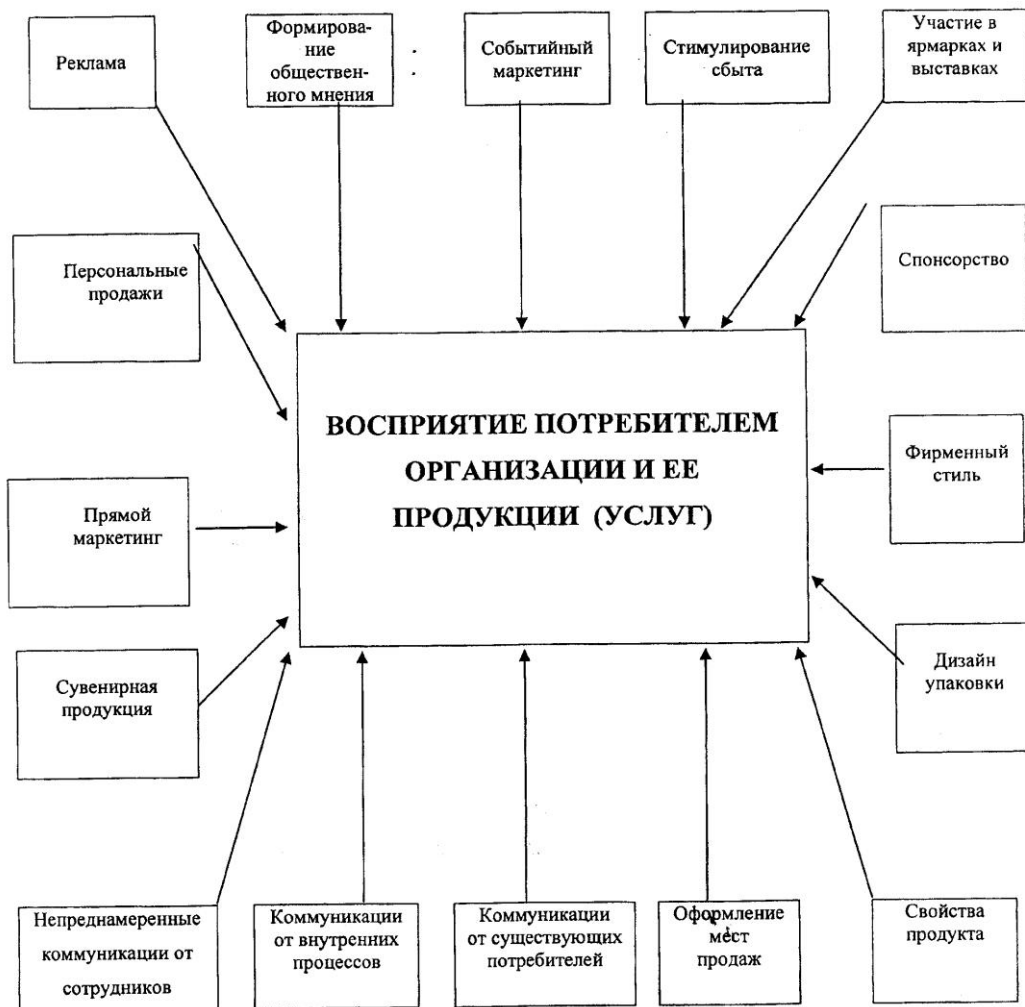 Реклама
Формирова-
ние
общественн-
ного мнения
Событийный
маркетинг
Стимулирование
сбыта
Участие в
ярмарках и
выставках
Персональные
продажи
Спонсорство
ВОСПРИЯТИЕ ПОТРЕБИТЕЛЕМ
ОРГАНИЗАЦИИ И ЕЕ
ПРОДУКЦИИ (УСЛУГ)
Прямой
маркетинг
Фирменный
стиль
Сувенирная
продукция
Дизайн
упаковки
Непреднамеренные
коммуникации от
сотрудников
Коммуникации
от внутренних
процессов
Коммуникации
от существующих
потребителей
Оформление
мест
продаж
Свойства
продукта